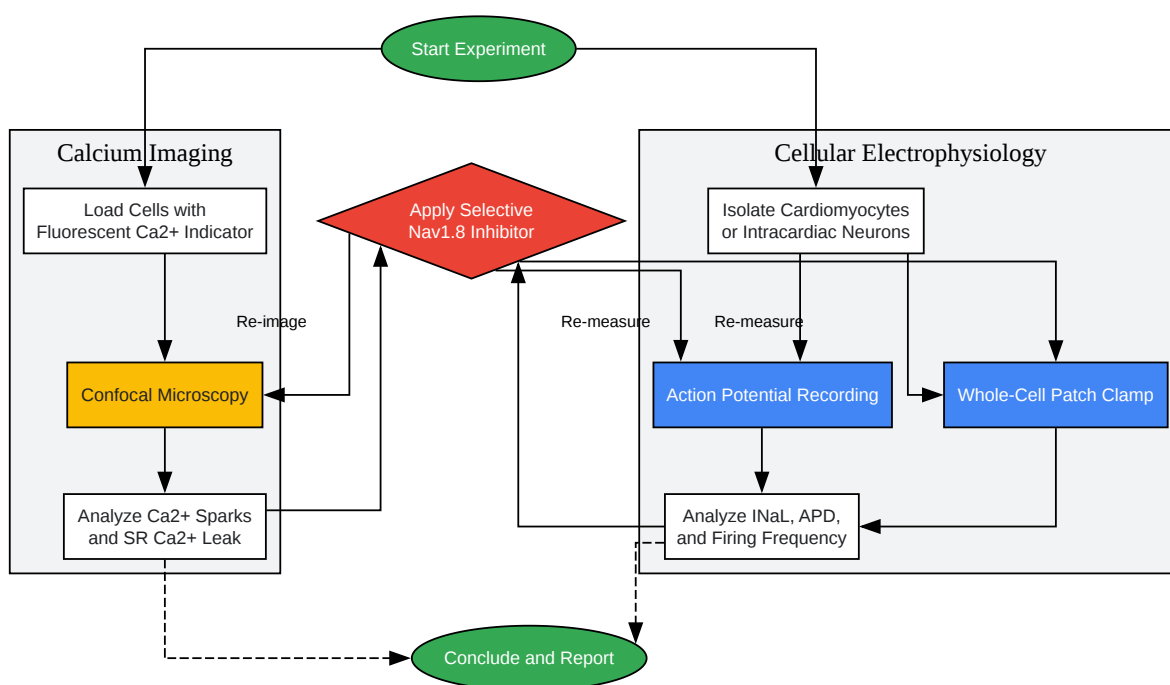 Start Experiment
Calcium Imaging
Cellular Electrophysiology
Load Cells with
Fluorescent Ca2+ Indicator
Apply Selective
Nav1.8 Inhibitor
Isolate Cardiomyocytes
or Intracardiac Neurons
Re-image
Re-measure
Re-measure
Confocal Microscopy
Action Potential Recording
Whole-Cell Patch Clamp
Analyze Ca2+ Sparks
and SR Ca2+ Leak
Analyze INaL, APD,
and Firing Frequency
Conclude and Report